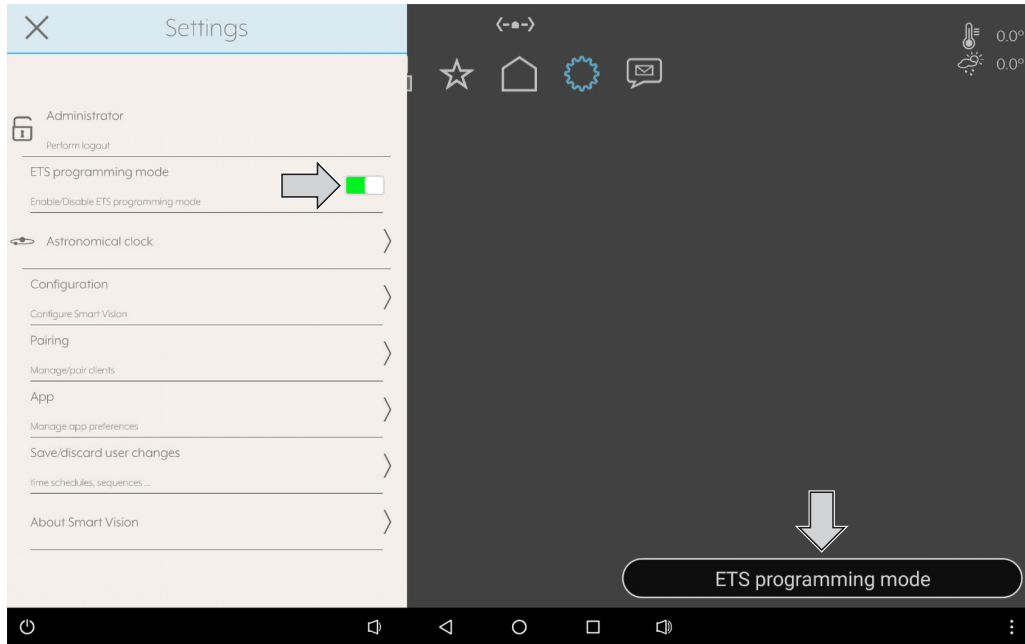 Settings
0.0°
0.0°
Administrator
Perform logout
ETS programming mode
Enable/Disable ETS programming mode
Astronomical clock
Configuration
Configure Smart Vision
Pairing
Manage/pair clients
App
Manage app preferences
Save/discard user changes
time schedules, sequences ...
About Smart Vision
ETS programming mode